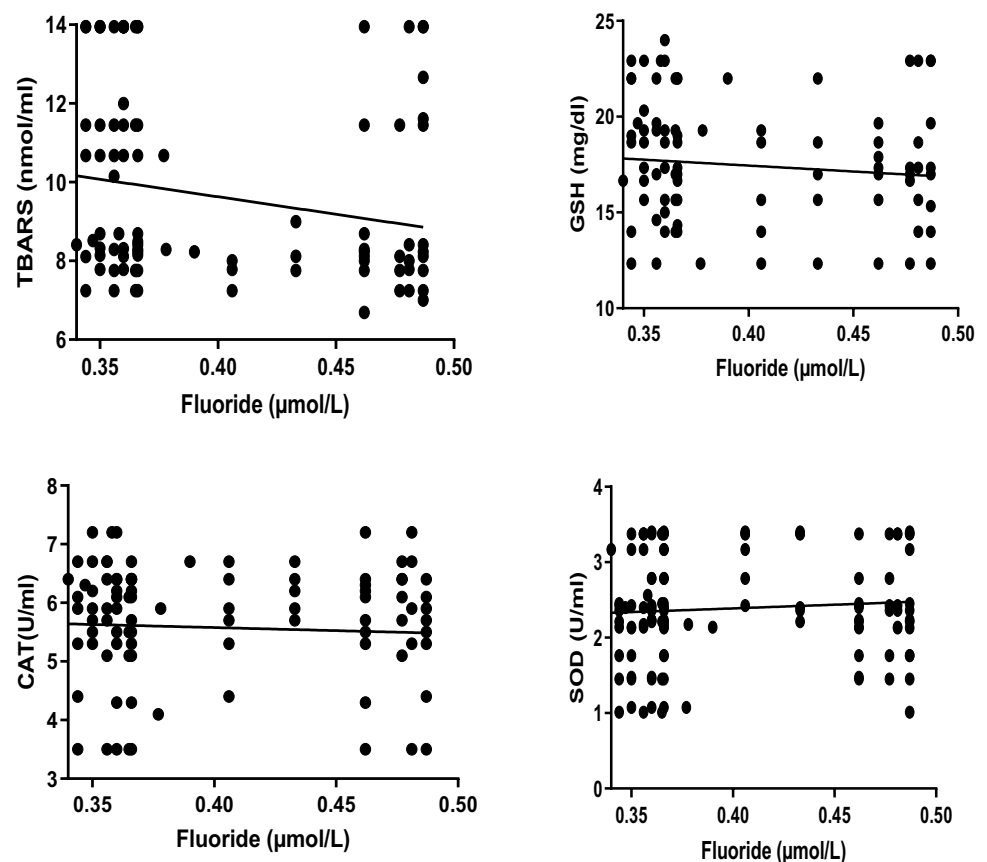 TBARS (nmol/ml)
14
12
10
8
6
0.35 0.40 0.45 0.50
Fluoride (µmol/L)
GSH (mg/dl)
25
20
15
10
0.35 0.40 0.45 0.50
Fluoride (µmol/L)
CAT(U/ml)
8
7
6
5
4
3
0.35 0.40 0.45 0.50
Fluoride (µmol/L)
SOD (U/ml)
4
3
2
1
0
0.35 0.40 0.45 0.50
Fluoride (µmol/L)